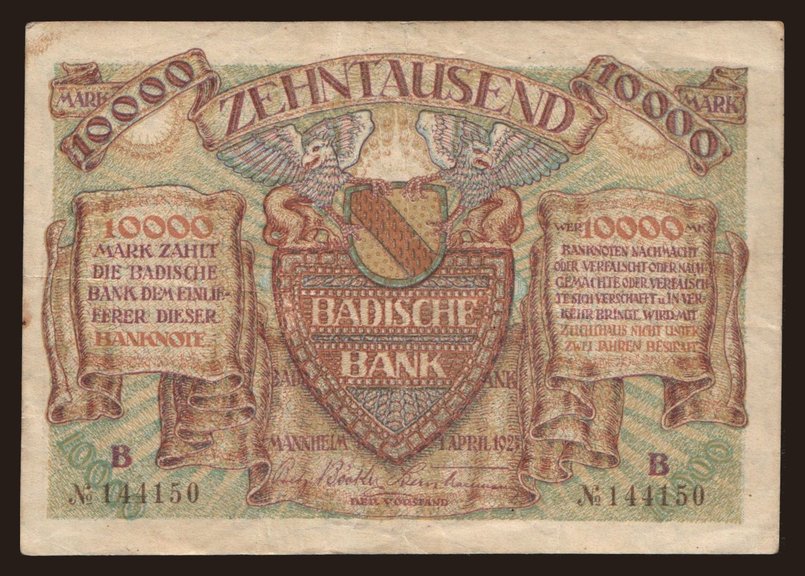 MARK
10000
ZEHNTAUSEND
10000
MARK
10000
MARK ZAHLT
DIE BADISCHE
BANK DEM EINLIE-
FERER DIESER
BANKNOTE
WER 10000 MK
BANKNOTEN NACHMACHT
ODER VERFÄLSCHT ODER NACH-
GEMACHTE ODER VERFÄLSCH
TE SICH VERSCHAFFT U. IN VER-
KEHR BRINGT, WIRD MIT
ZUCHTHAUS NICHT UNTER
ZWEI JAHREN BESTRAFT
BADISCHE
BANK
MANNHEIM 1 APRIL 1923
DER VORSTAND
B
№ 144150
B
№ 144150